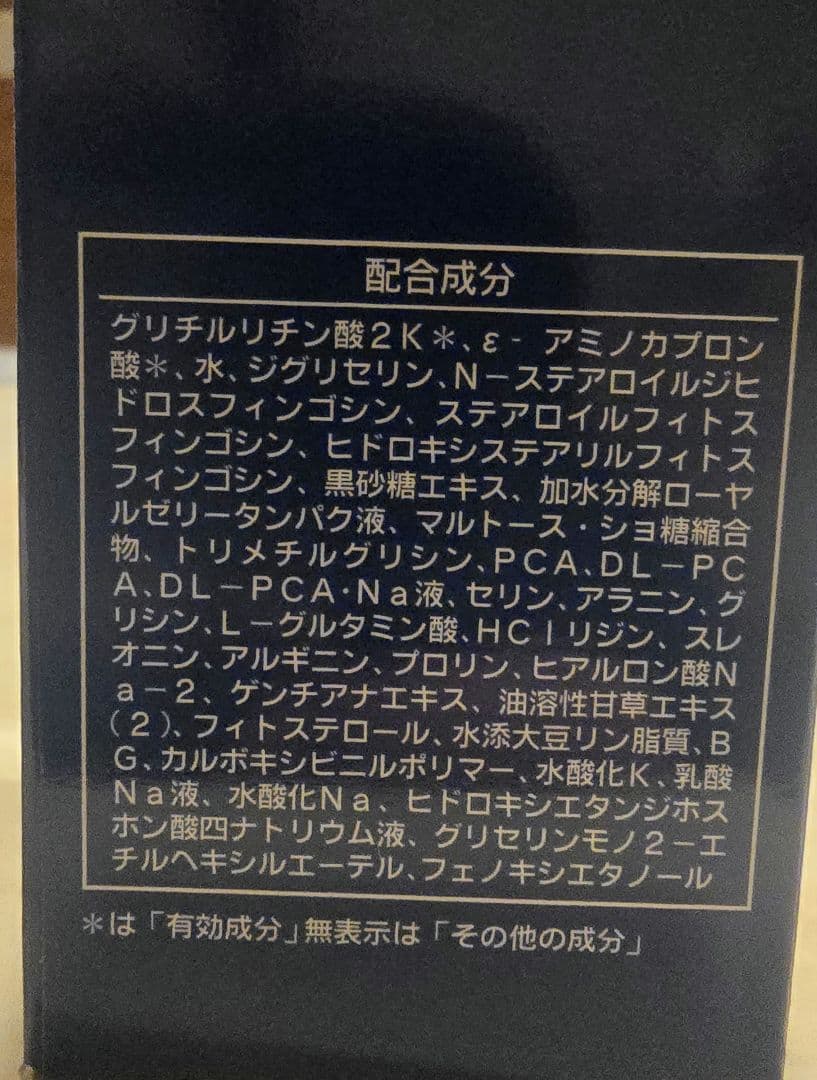 配合成分
グリチルリチン酸2K＊、ε- アミノカプロン
酸＊、水、ジグリセリン、N－ステアロイルジヒ
ドロスフィンゴシン、ステアロイルフィトス
フィンゴシン、ヒドロキシステアリルフィトス
フィンゴシン、黒砂糖エキス、加水分解ローヤ
ルゼリータンパク液、マルトース・ショ糖縮合
物、トリメチルグリシン、PCA、DL－PC
A、DL－PCA・Na液、セリン、アラニン、グ
リシン、L－グルタミン酸、HClリジン、スレ
オニン、アルギニン、プロリン、ヒアルロン酸N
a－2、ゲンチアナエキス、油溶性甘草エキス
(2)、フィトステロール、水添大豆リン脂質、B
G、カルボキシビニルポリマー、水酸化K、乳酸
Na液、水酸化Na、ヒドロキシエタンジホス
ホン酸四ナトリウム液、グリセリンモノ2－エ
チルヘキシルエーテル、フェノキシエタノール
＊は「有効成分」無表示は「その他の成分」